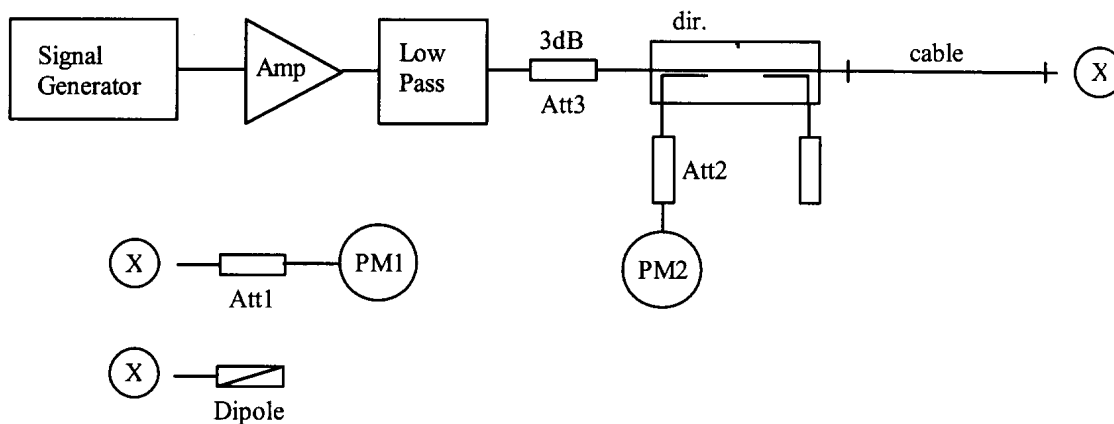 Signal
Generator
Amp
Low
Pass
3dB
Att3
dir.
cable
X
Att2
PM2
X
Att1
PM1
X
Dipole